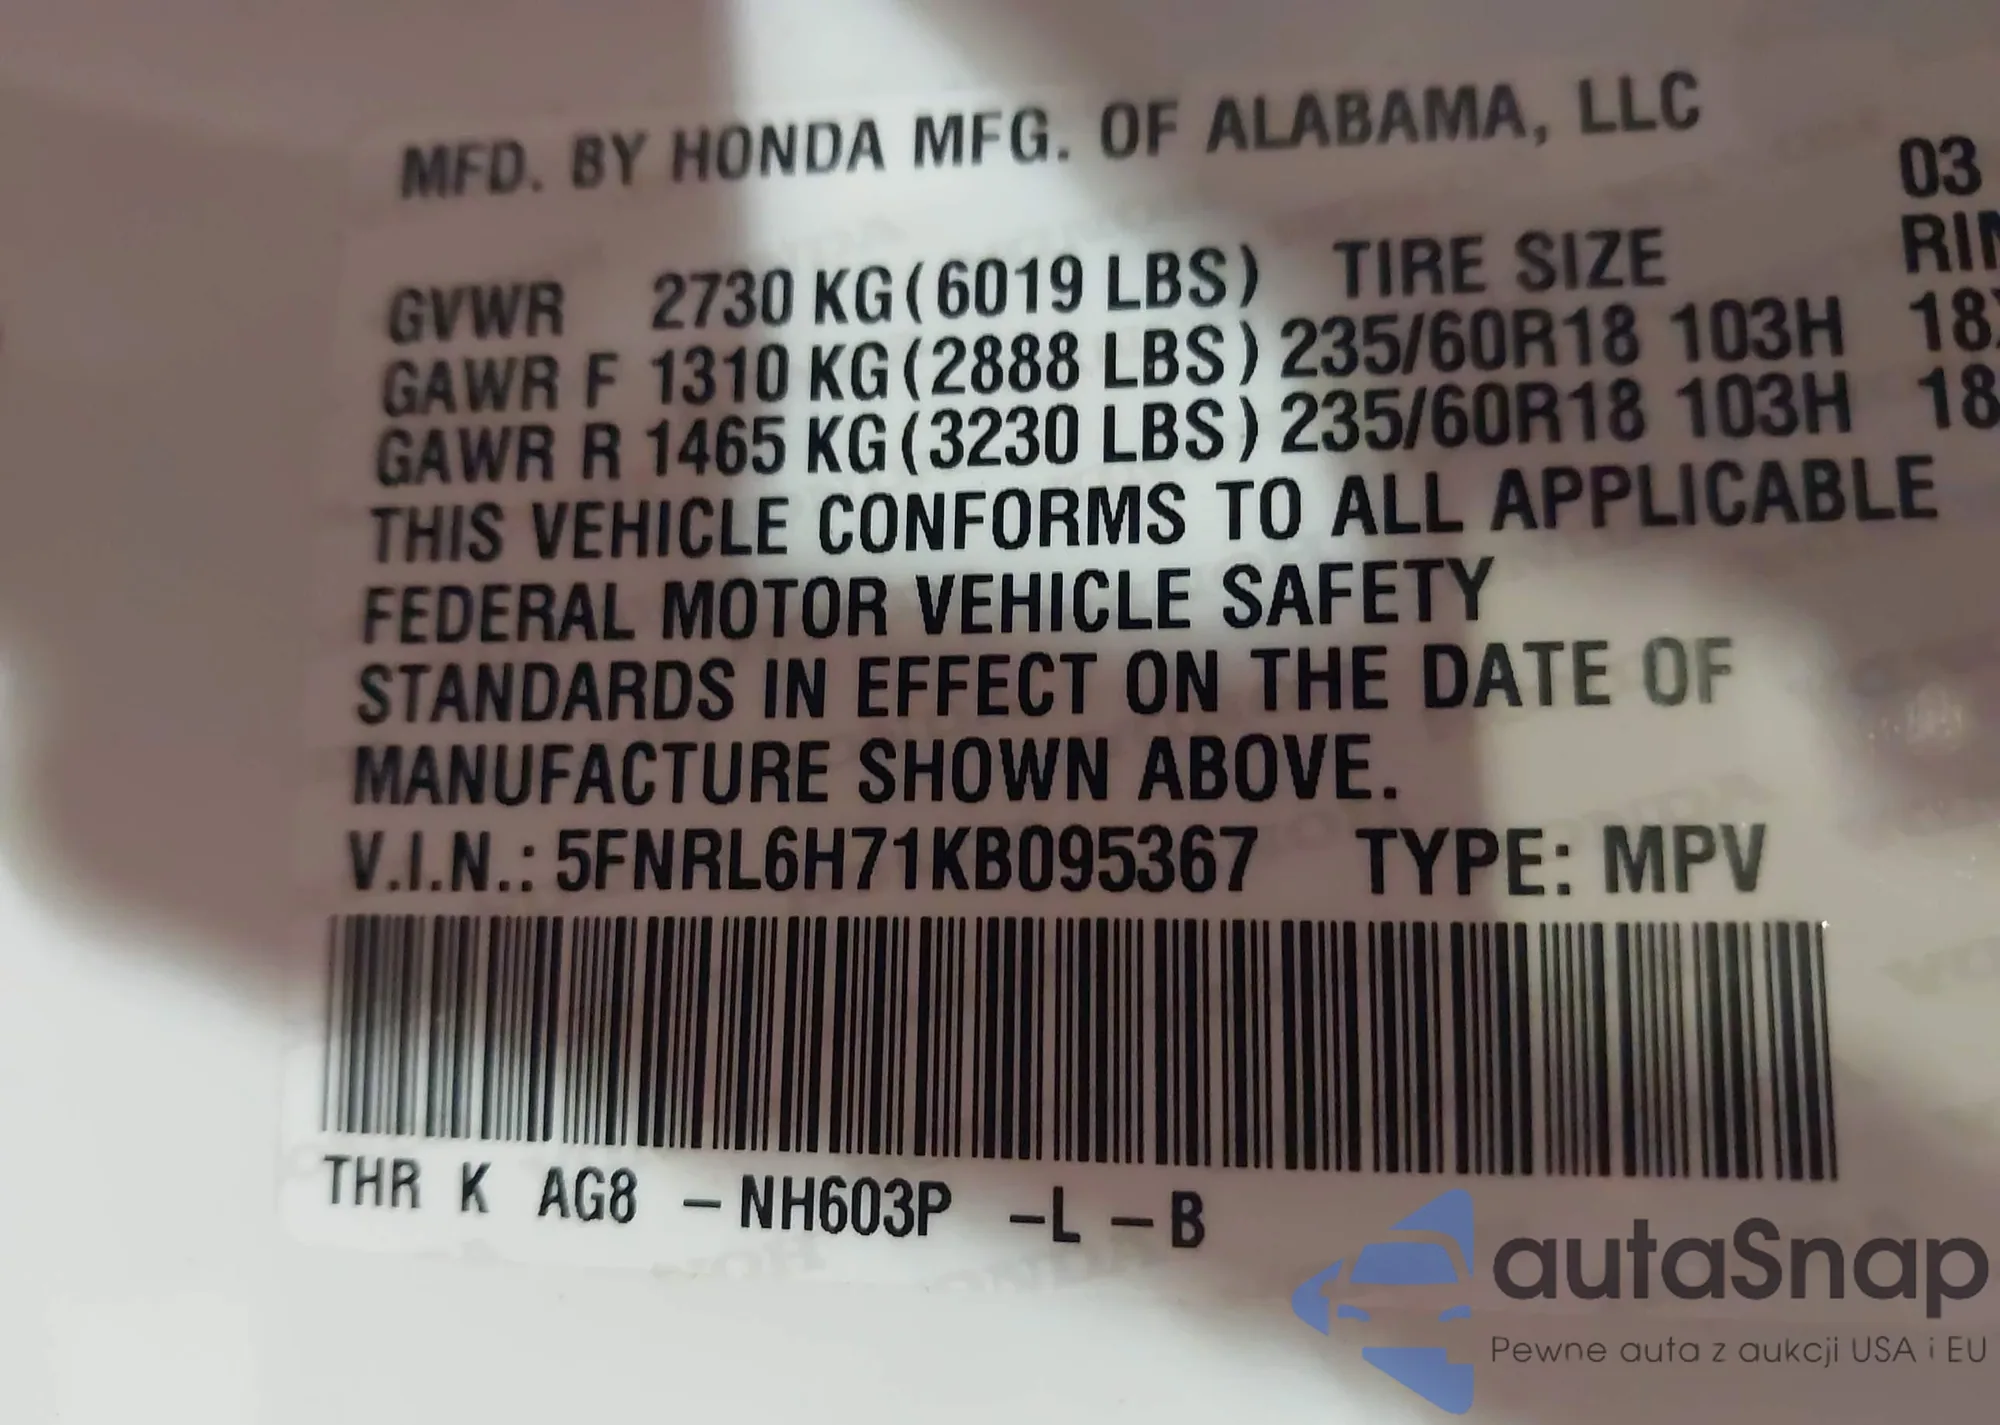 MFD. BY HONDA MFG. OF ALABAMA, LLC
03
GVWR 2730 KG (6019 LBS) TIRE SIZE
GAWR F 1310 KG (2888 LBS) 235/60R18 103H 18
GAWR R 1465 KG (3230 LBS) 235/60R18 103H 18
THIS VEHICLE CONFORMS TO ALL APPLICABLE
FEDERAL MOTOR VEHICLE SAFETY
STANDARDS IN EFFECT ON THE DATE OF
MANUFACTURE SHOWN ABOVE.
V.I.N.: 5FNRL6H71KB095367 TYPE: MPV
THR K AG8 – NH603P –L – B
autaSnap
Pewne auta z aukcji USA i EU